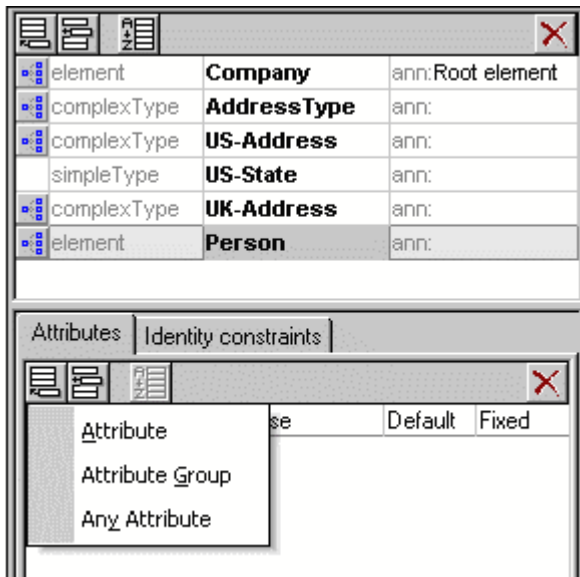 A
Z
element Company ann:Root element
complexType AddressType ann:
complexType US-Address ann:
simpleType US-State ann:
complexType UK-Address ann:
element Person ann:
Attributes Identity constraints
A
Z
se Default Fixed
Attribute
Attribute Group
Any Attribute